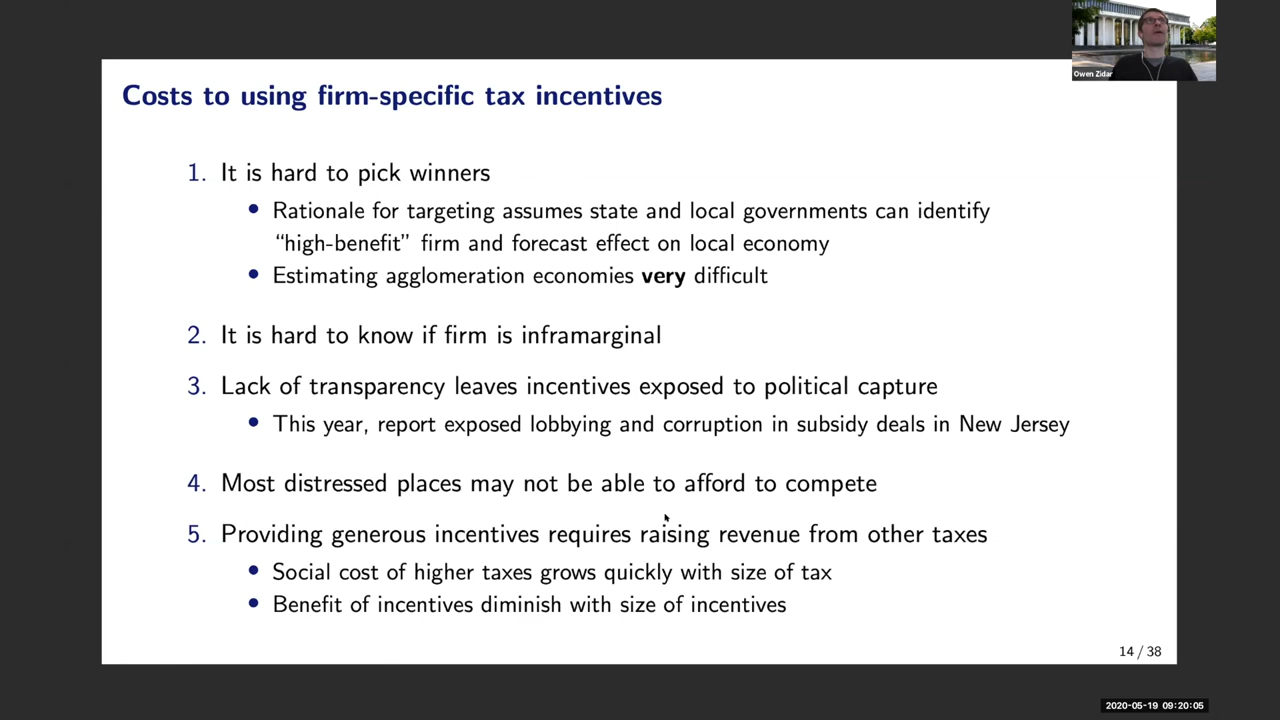 Owen Zidar
Costs to using firm-specific tax incentives
1. It is hard to pick winners
• Rationale for targeting assumes state and local governments can identify
“high-benefit” firm and forecast effect on local economy
• Estimating agglomeration economies very difficult
2. It is hard to know if firm is inframarginal
3. Lack of transparency leaves incentives exposed to political capture
• This year, report exposed lobbying and corruption in subsidy deals in New Jersey
4. Most distressed places may not be able to afford to compete
5. Providing generous incentives requires raising revenue from other taxes
• Social cost of higher taxes grows quickly with size of tax
• Benefit of incentives diminish with size of incentives
14 / 38
2020-05-19 09:20:05